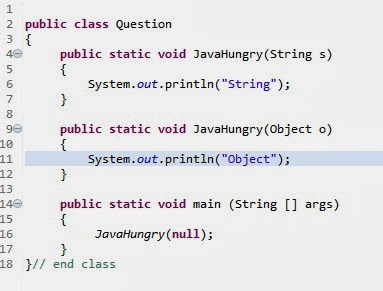 1
2 public class Question
3 {
4 public static void JavaHungry(String s)
5 {
6 System.out.println("String");
7 }
8
9 public static void JavaHungry(Object o)
10 {
11 System.out.println("Object");
12 }
13
14 public static void main (String [] args)
15 {
16 JavaHungry(null);
17 }
18 }// end class